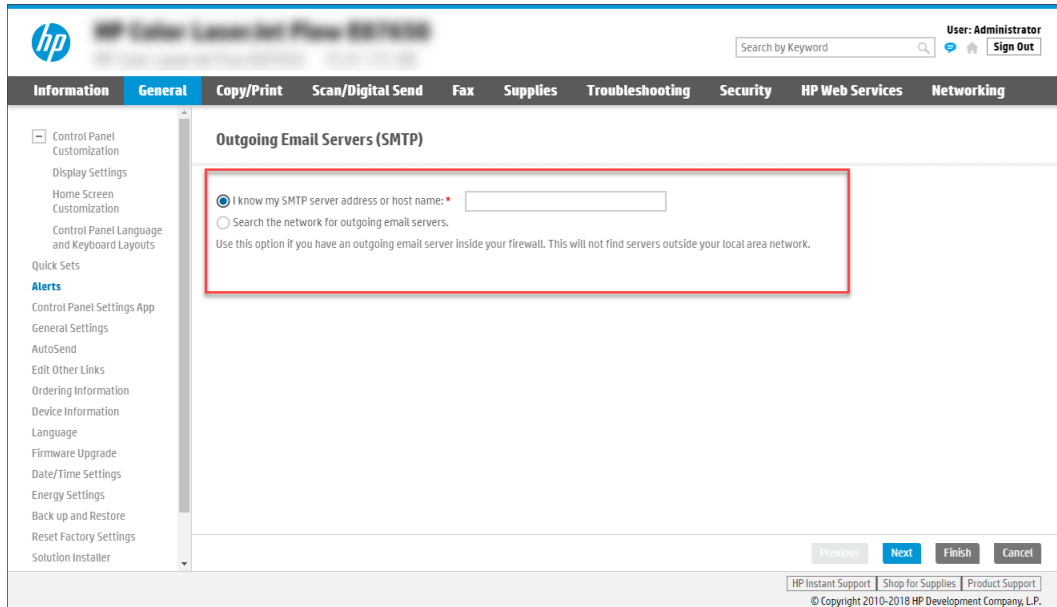 hp
User: Administrator
Search by Keyword
Sign Out
Information General Copy/Print Scan/Digital Send Fax Supplies Troubleshooting Security HP Web Services Networking
Control Panel
Customization
Display Settings
Home Screen
Customization
Control Panel Language
and Keyboard Layouts
Quick Sets
Alerts
Control Panel Settings App
General Settings
AutoSend
Edit Other Links
Ordering Information
Device Information
Language
Firmware Upgrade
Date/Time Settings
Energy Settings
Back up and Restore
Reset Factory Settings
Solution Installer
Outgoing Email Servers (SMTP)
I know my SMTP server address or host name: *
Search the network for outgoing email servers.
Use this option if you have an outgoing email server inside your firewall. This will not find servers outside your local area network.
Previous Next Finish Cancel
HP Instant Support Shop for Supplies Product Support
© Copyright 2010-2018 HP Development Company, L.P.